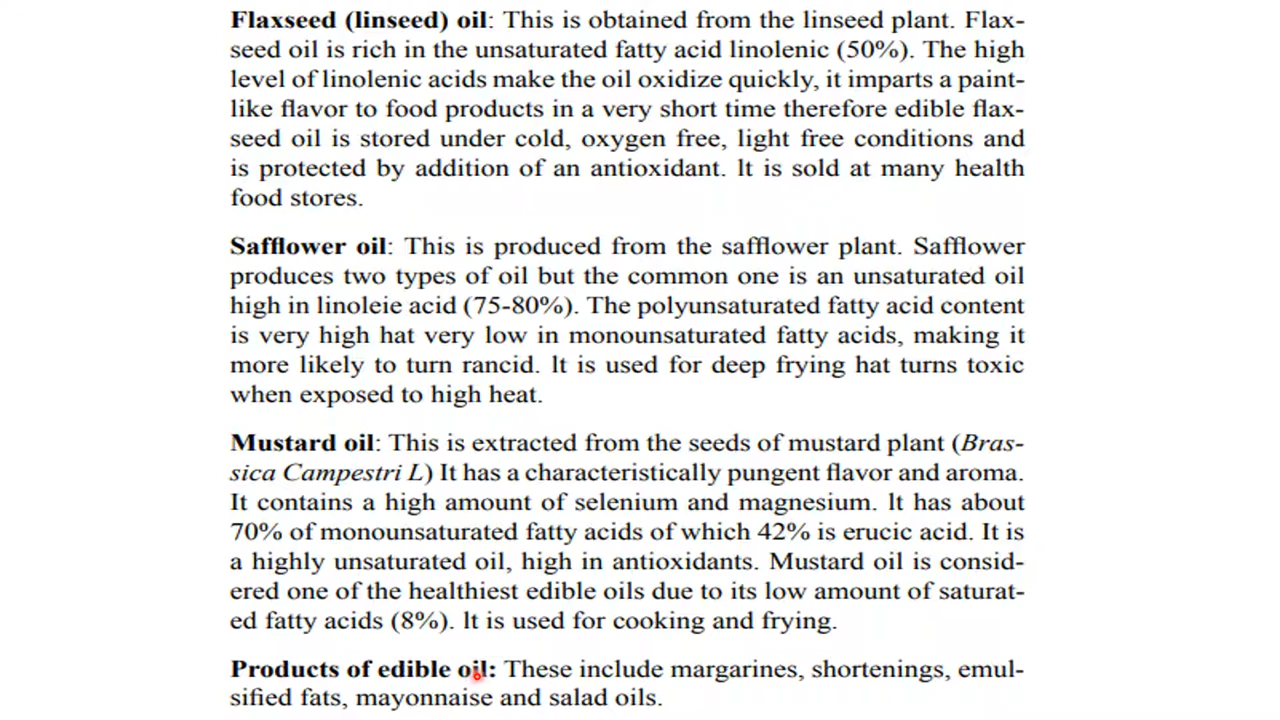 Flaxseed (linseed) oil: This is obtained from the linseed plant. Flax-
seed oil is rich in the unsaturated fatty acid linolenic (50%). The high
level of linolenic acids make the oil oxidize quickly, it imparts a paint-
like flavor to food products in a very short time therefore edible flax-
seed oil is stored under cold, oxygen free, light free conditions and
is protected by addition of an antioxidant. It is sold at many health
food stores.
Safflower oil: This is produced from the safflower plant. Safflower
produces two types of oil but the common one is an unsaturated oil
high in linoleie acid (75-80%). The polyunsaturated fatty acid content
is very high hat very low in monounsaturated fatty acids, making it
more likely to turn rancid. It is used for deep frying hat turns toxic
when exposed to high heat.
Mustard oil: This is extracted from the seeds of mustard plant (Bras-
sica Campestri L) It has a characteristically pungent flavor and aroma.
It contains a high amount of selenium and magnesium. It has about
70% of monounsaturated fatty acids of which 42% is erucic acid. It is
a highly unsaturated oil, high in antioxidants. Mustard oil is consid-
ered one of the healthiest edible oils due to its low amount of saturat-
ed fatty acids (8%). It is used for cooking and frying.
Products of edible oil: These include margarines, shortenings, emul-
sified fats, mayonnaise and salad oils.